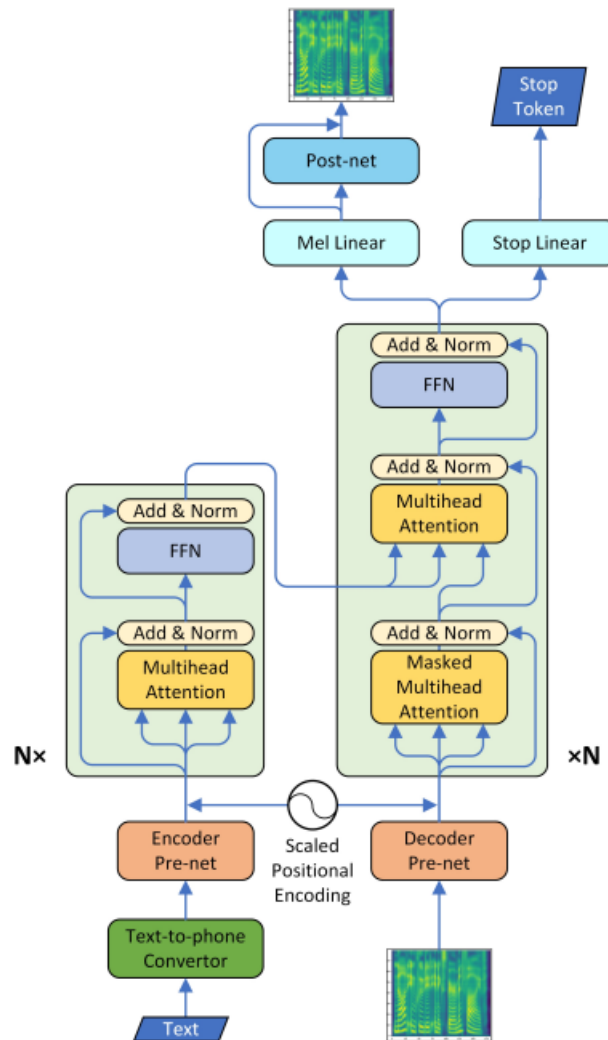 Stop
Token
Post-net
Mel Linear
Stop Linear
Add & Norm
FFN
Add & Norm
Multihead
Attention
Add & Norm
Masked
Multihead
Attention
×N
Add & Norm
FFN
Add & Norm
Multihead
Attention
N×
Encoder
Pre-net
Scaled
Positional
Encoding
Decoder
Pre-net
Text-to-phone
Convertor
Text